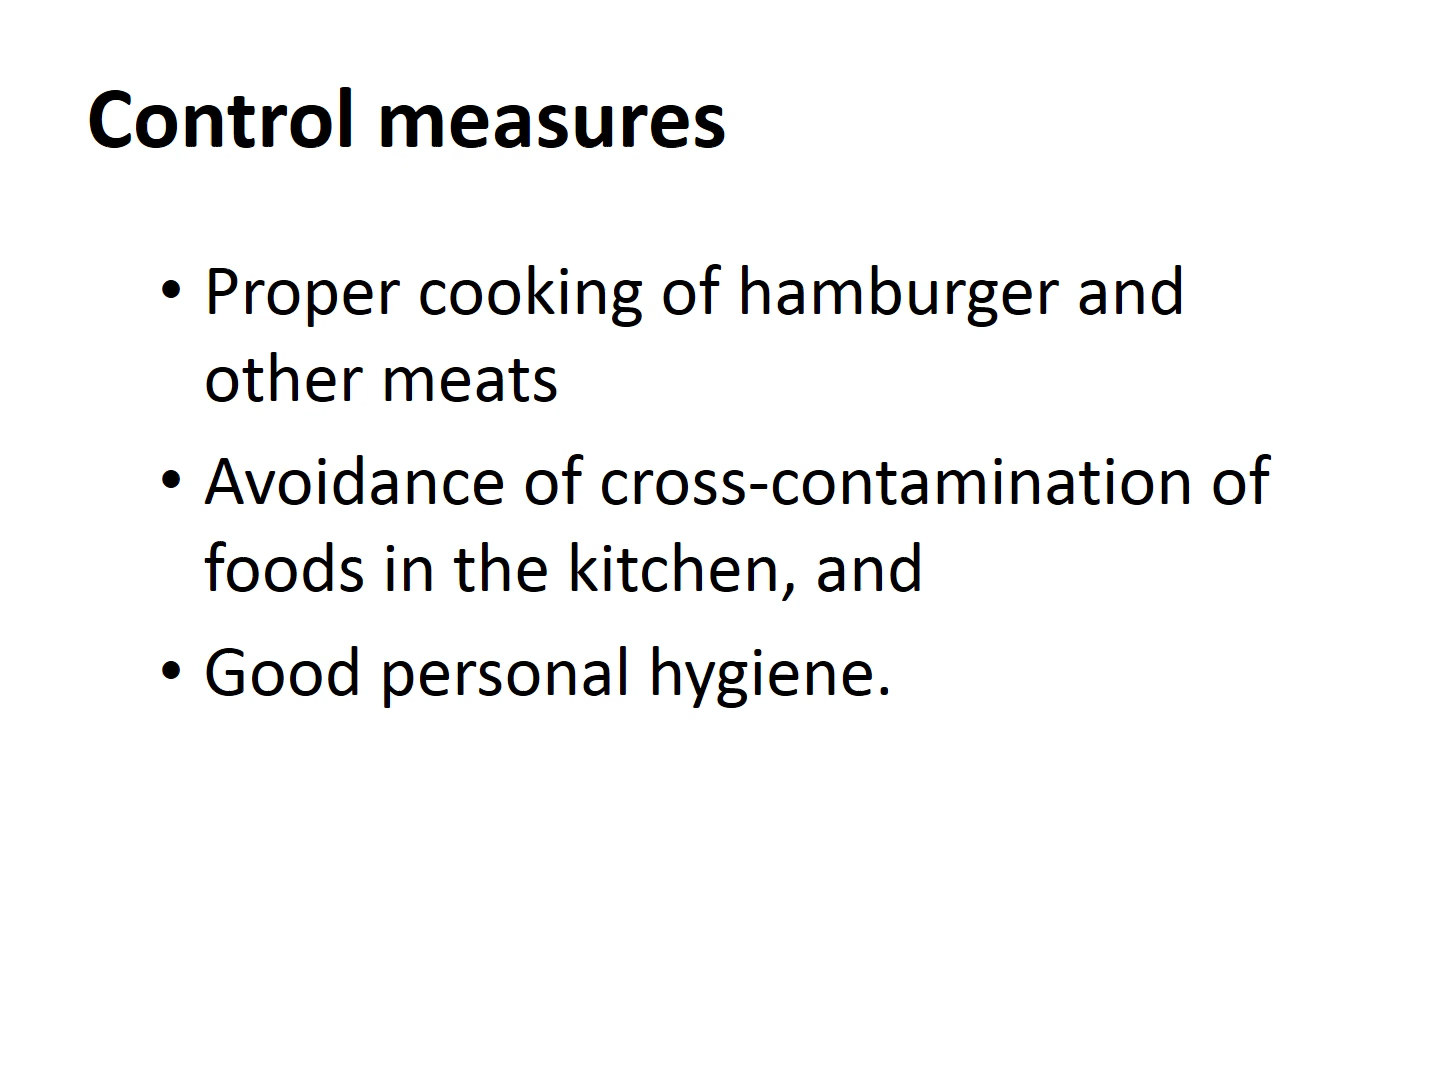 Control measures
• Proper cooking of hamburger and
other meats
• Avoidance of cross-contamination of
foods in the kitchen, and
• Good personal hygiene.